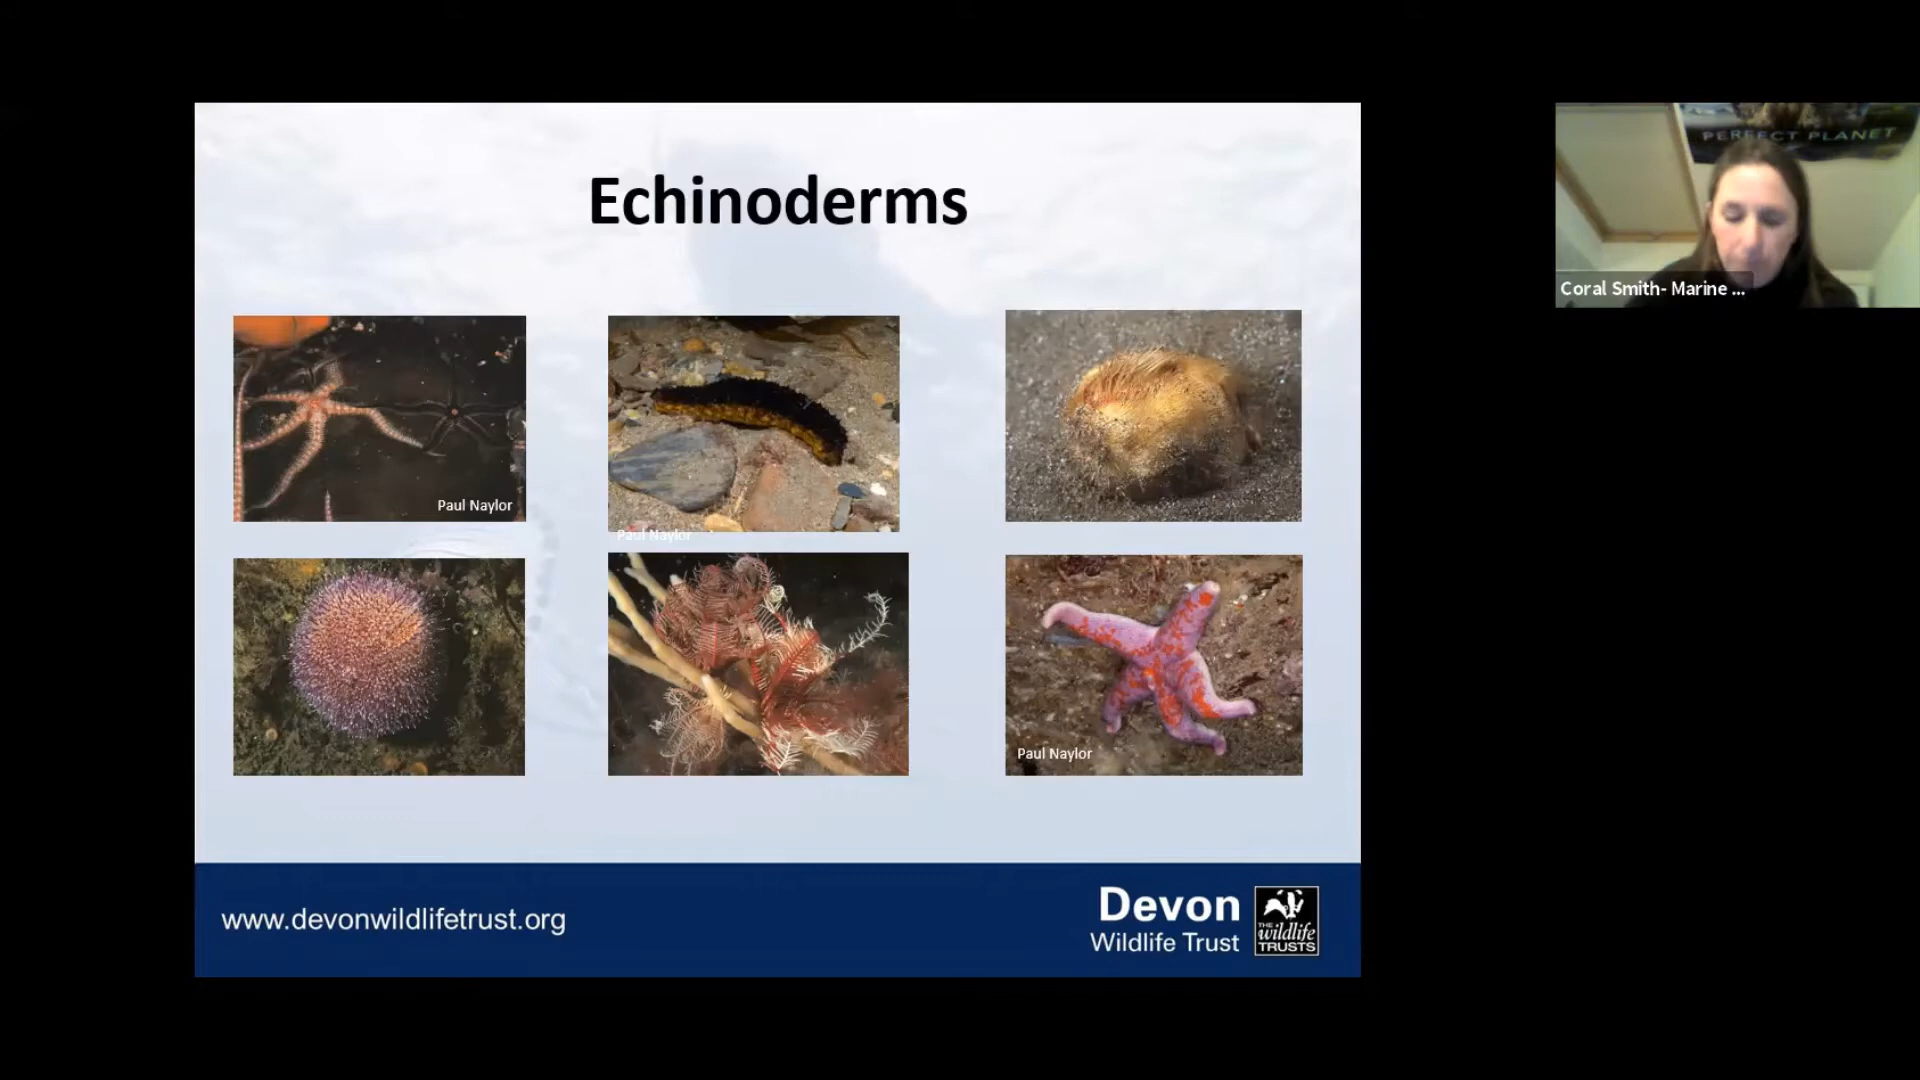 Echinoderms
PERFECT PLANET
Coral Smith- Marine ...
Paul Naylor
Paul Naylor
Paul Naylor
www.devonwildlifetrust.org
Devon
Wildlife Trust
THE
wildlife
TRUSTS